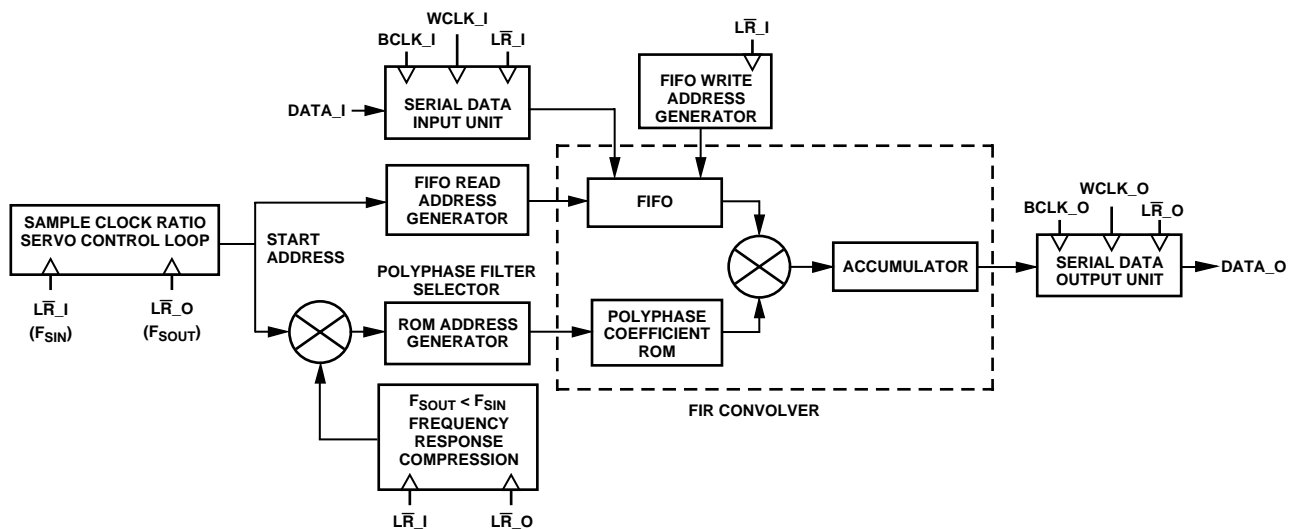 WCLK_I
BCLK_I
LR̅_I
DATA_I
SERIAL DATA
INPUT UNIT
LR̅_I
FIFO WRITE
ADDRESS
GENERATOR
FIFO READ
ADDRESS
GENERATOR
FIFO
SAMPLE CLOCK RATIO
SERVO CONTROL LOOP
LR̅_I
(FSIN)
LR̅_O
(FSOUT)
START
ADDRESS
POLYPHASE FILTER
SELECTOR
ROM ADDRESS
GENERATOR
POLYPHASE
COEFFICIENT
ROM
ACCUMULATOR
WCLK_O
BCLK_O
LR̅_O
SERIAL DATA
OUTPUT UNIT
DATA_O
FSOUT < FSIN
FREQUENCY
RESPONSE
COMPRESSION
LR̅_I
LR̅_O
FIR CONVOLVER